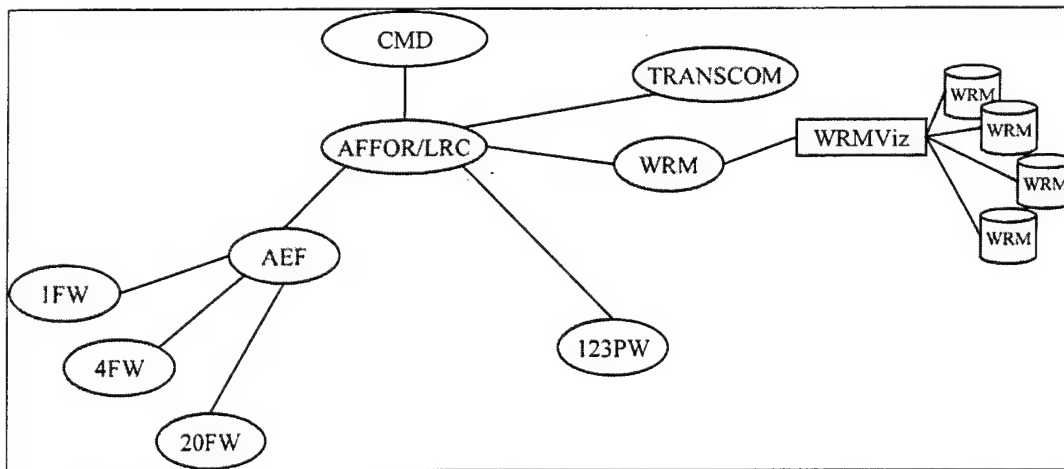 CMD
TRANSCOM
WRM
WRM
AFFOR/LRC
WRMViz
WRM
WRM
WRM
AEF
1FW
123PW
4FW
20FW